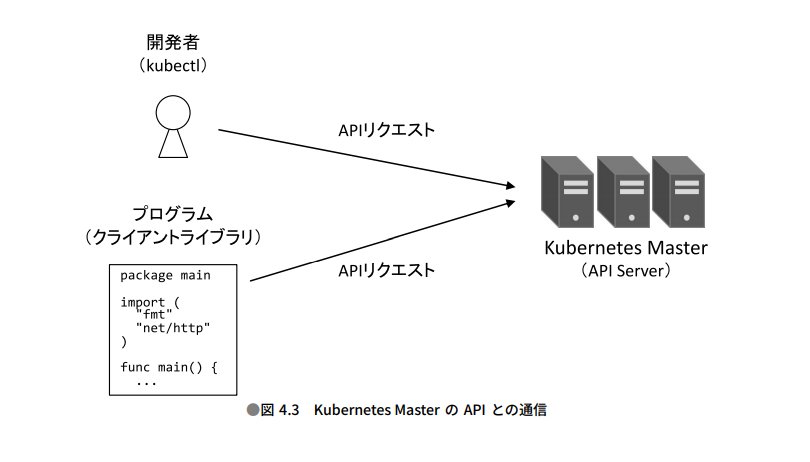 開発者
（kubectl）
APIリクエスト
プログラム
（クライアントライブラリ）
package main
import (
"fmt"
"net/http"
)
func main() {
...
APIリクエスト
Kubernetes Master
（API Server）
●図 4.3　Kubernetes Master の API との通信